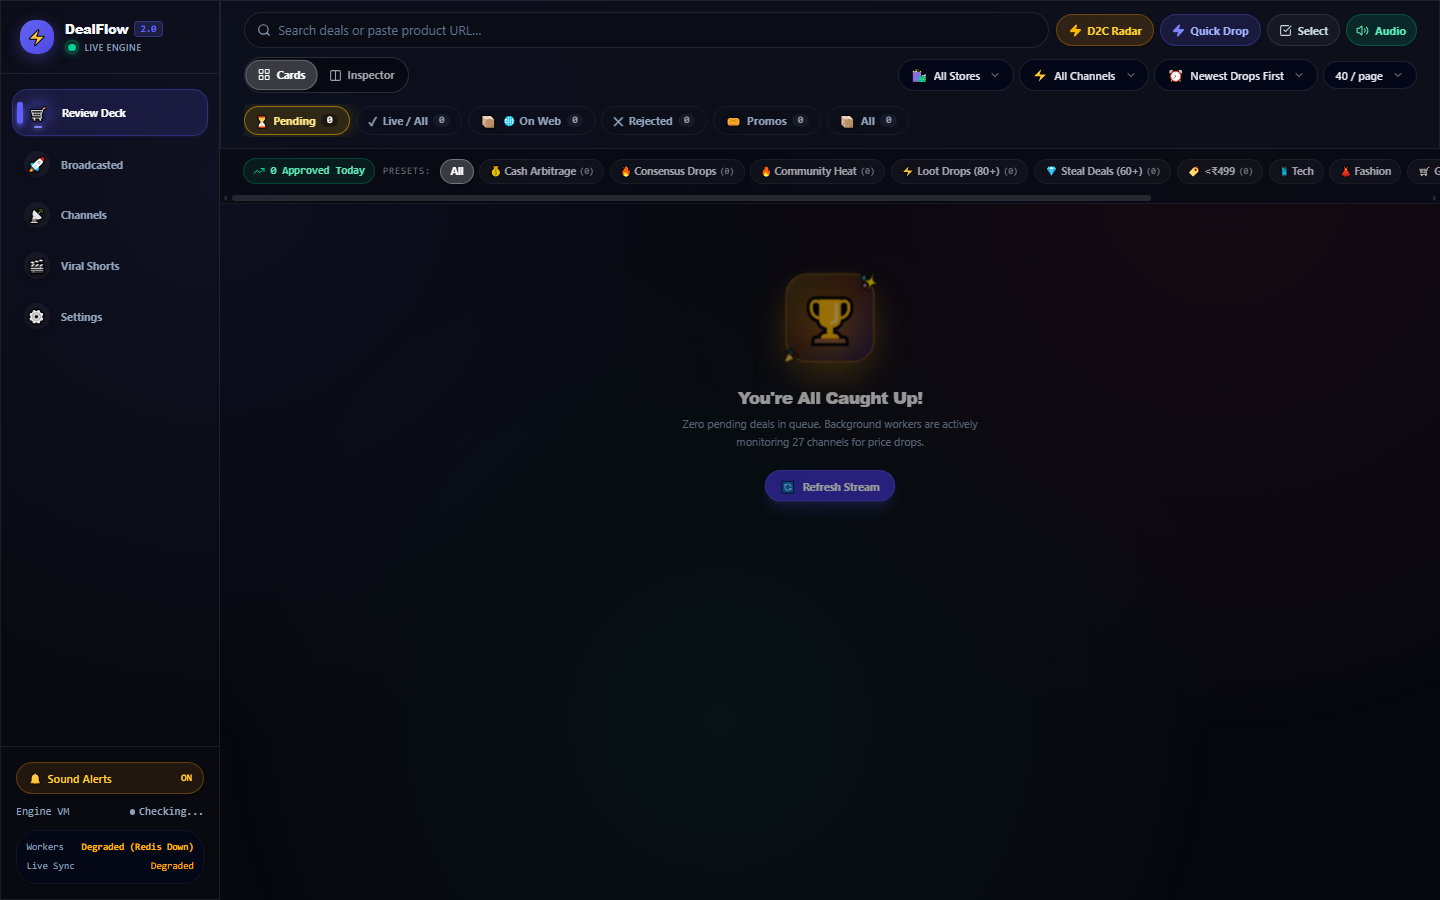 DealFlow 2.0
LIVE ENGINE
Search deals or paste product URL...
D2C Radar
Quick Drop
Select
Audio
Cards
Inspector
All Stores
All Channels
Newest Drops First
40 / page
Pending 0
Live / All 0
On Web 0
Rejected 0
Promos 0
All 0
0 Approved Today
PRESETS:
All
Cash Arbitrage (0)
Consensus Drops (0)
Community Heat (0)
Loot Drops (80+) (0)
Steal Deals (60+) (0)
<₹499 (0)
Tech
Fashion
Review Deck
Broadcasted
Channels
Viral Shorts
Settings
You're All Caught Up!
Zero pending deals in queue. Background workers are actively
monitoring 27 channels for price drops.
Refresh Stream
Sound Alerts ON
Engine VM Checking...
Workers Degraded (Redis Down)
Live Sync Degraded